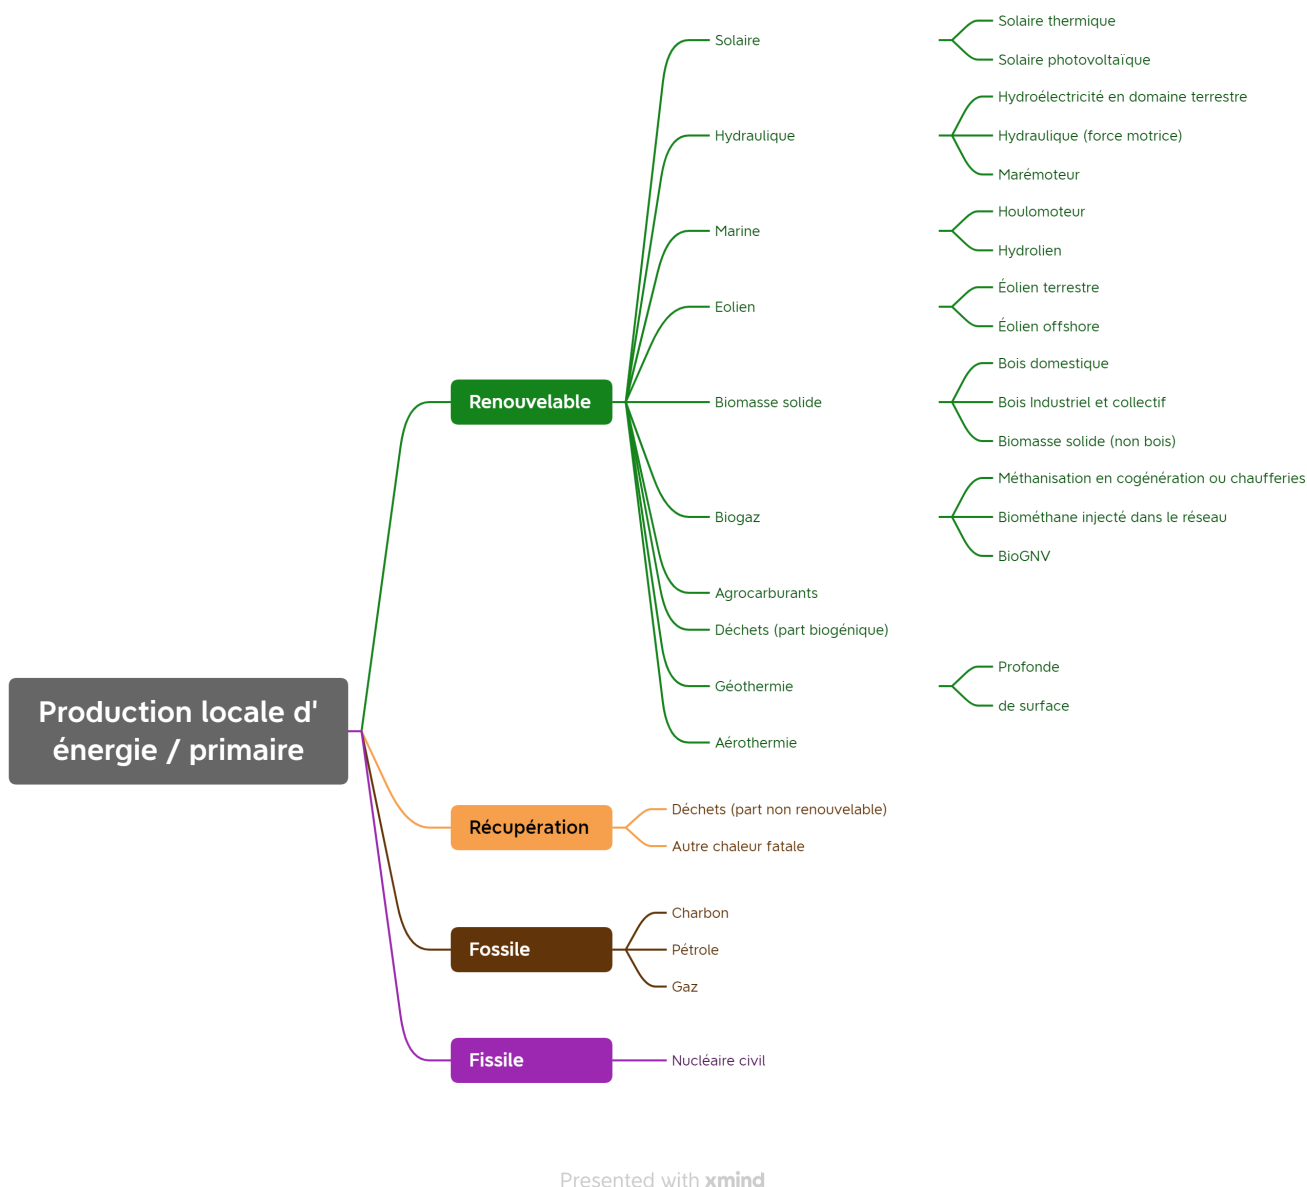 Production locale d'
énergie / primaire
Renouvelable
Solaire
Solaire thermique
Solaire photovoltaïque
Hydraulique
Hydroélectricité en domaine terrestre
Hydraulique (force motrice)
Marémoteur
Marine
Houlomoteur
Hydrolien
Eolien
Éolien terrestre
Éolien offshore
Biomasse solide
Bois domestique
Bois Industriel et collectif
Biomasse solide (non bois)
Biogaz
Méthanisation en cogénération ou chaufferies
Biométhane injecté dans le réseau
BioGNV
Agrocarburants
Déchets (part biogénique)
Géothermie
Profonde
de surface
Aérothermie
Récupération
Déchets (part non renouvelable)
Autre chaleur fatale
Fossile
Charbon
Pétrole
Gaz
Fissile
Nucléaire civil
Presented with xmind